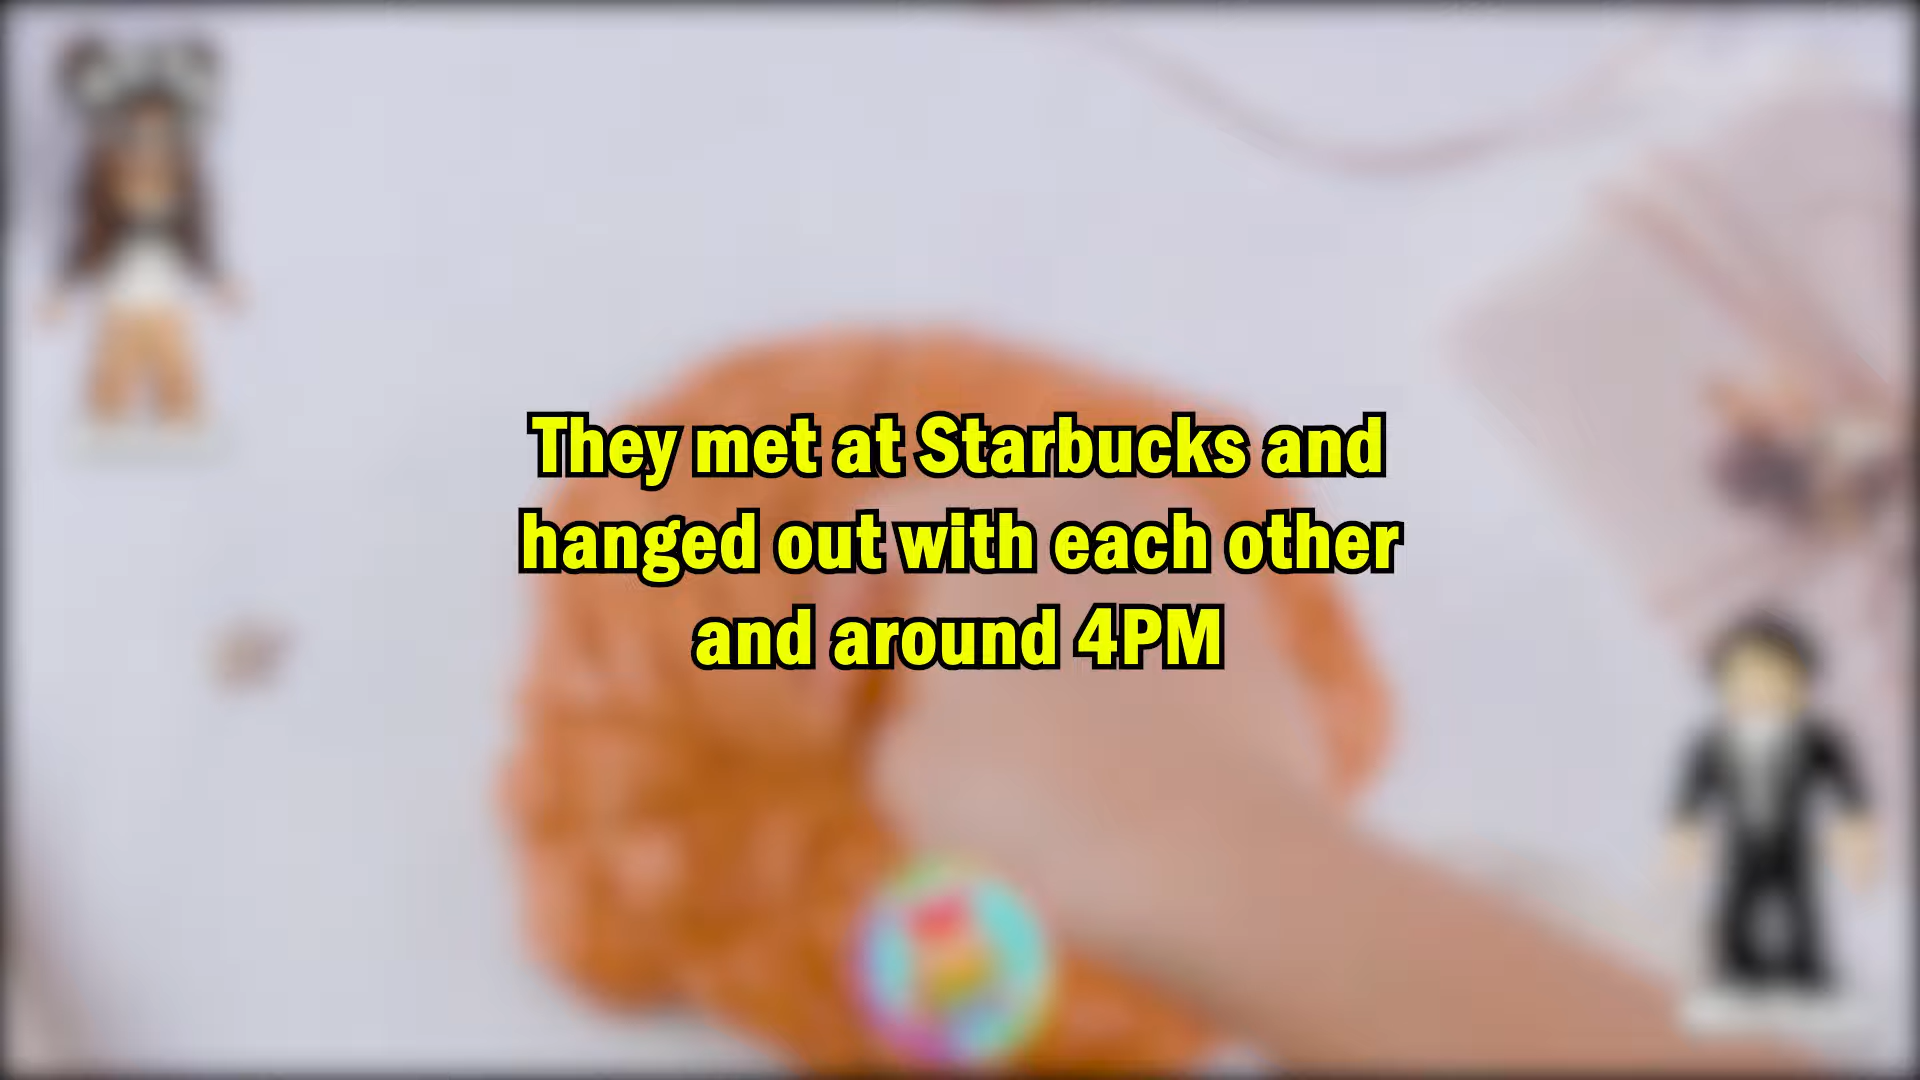 They met at Starbucks and
hanged out with each other
and around 4PM